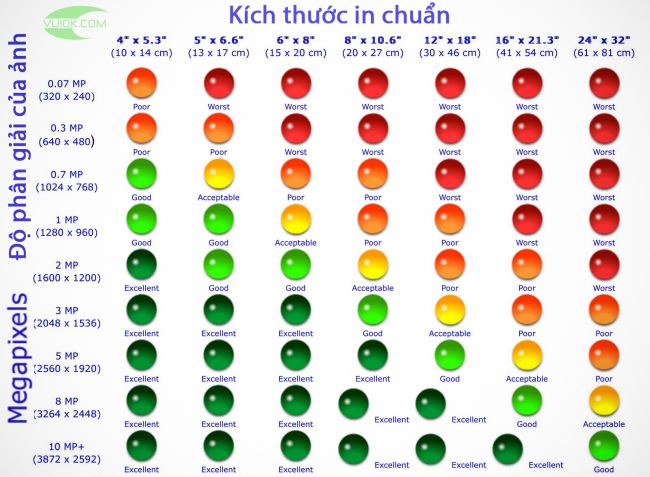 VUIOK.COM
Kích thước in chuẩn
4" x 5.3" 5" x 6.6" 6" x 8" 8" x 10.6" 12" x 18" 16" x 21.3" 24" x 32"
(10 x 14 cm) (13 x 17 cm) (15 x 20 cm) (20 x 27 cm) (30 x 46 cm) (41 x 54 cm) (61 x 81 cm)
Megapixels Độ phân giải của ảnh
0.07 MP
(320 x 240)
Poor Worst Worst Worst Worst Worst Worst
0.3 MP
(640 x 480)
Poor Poor Worst Worst Worst Worst Worst
0.7 MP
(1024 x 768)
Good Acceptable Poor Poor Worst Worst Worst
1 MP
(1280 x 960)
Good Good Acceptable Poor Poor Worst Worst
2 MP
(1600 x 1200)
Excellent Good Good Acceptable Poor Poor Worst
3 MP
(2048 x 1536)
Excellent Excellent Excellent Good Acceptable Poor Poor
5 MP
(2560 x 1920)
Excellent Excellent Excellent Excellent Good Acceptable Poor
8 MP
(3264 x 2448)
Excellent Excellent Excellent Excellent Excellent Good Acceptable
10 MP+
(3872 x 2592)
Excellent Excellent Excellent Excellent Excellent Excellent Good